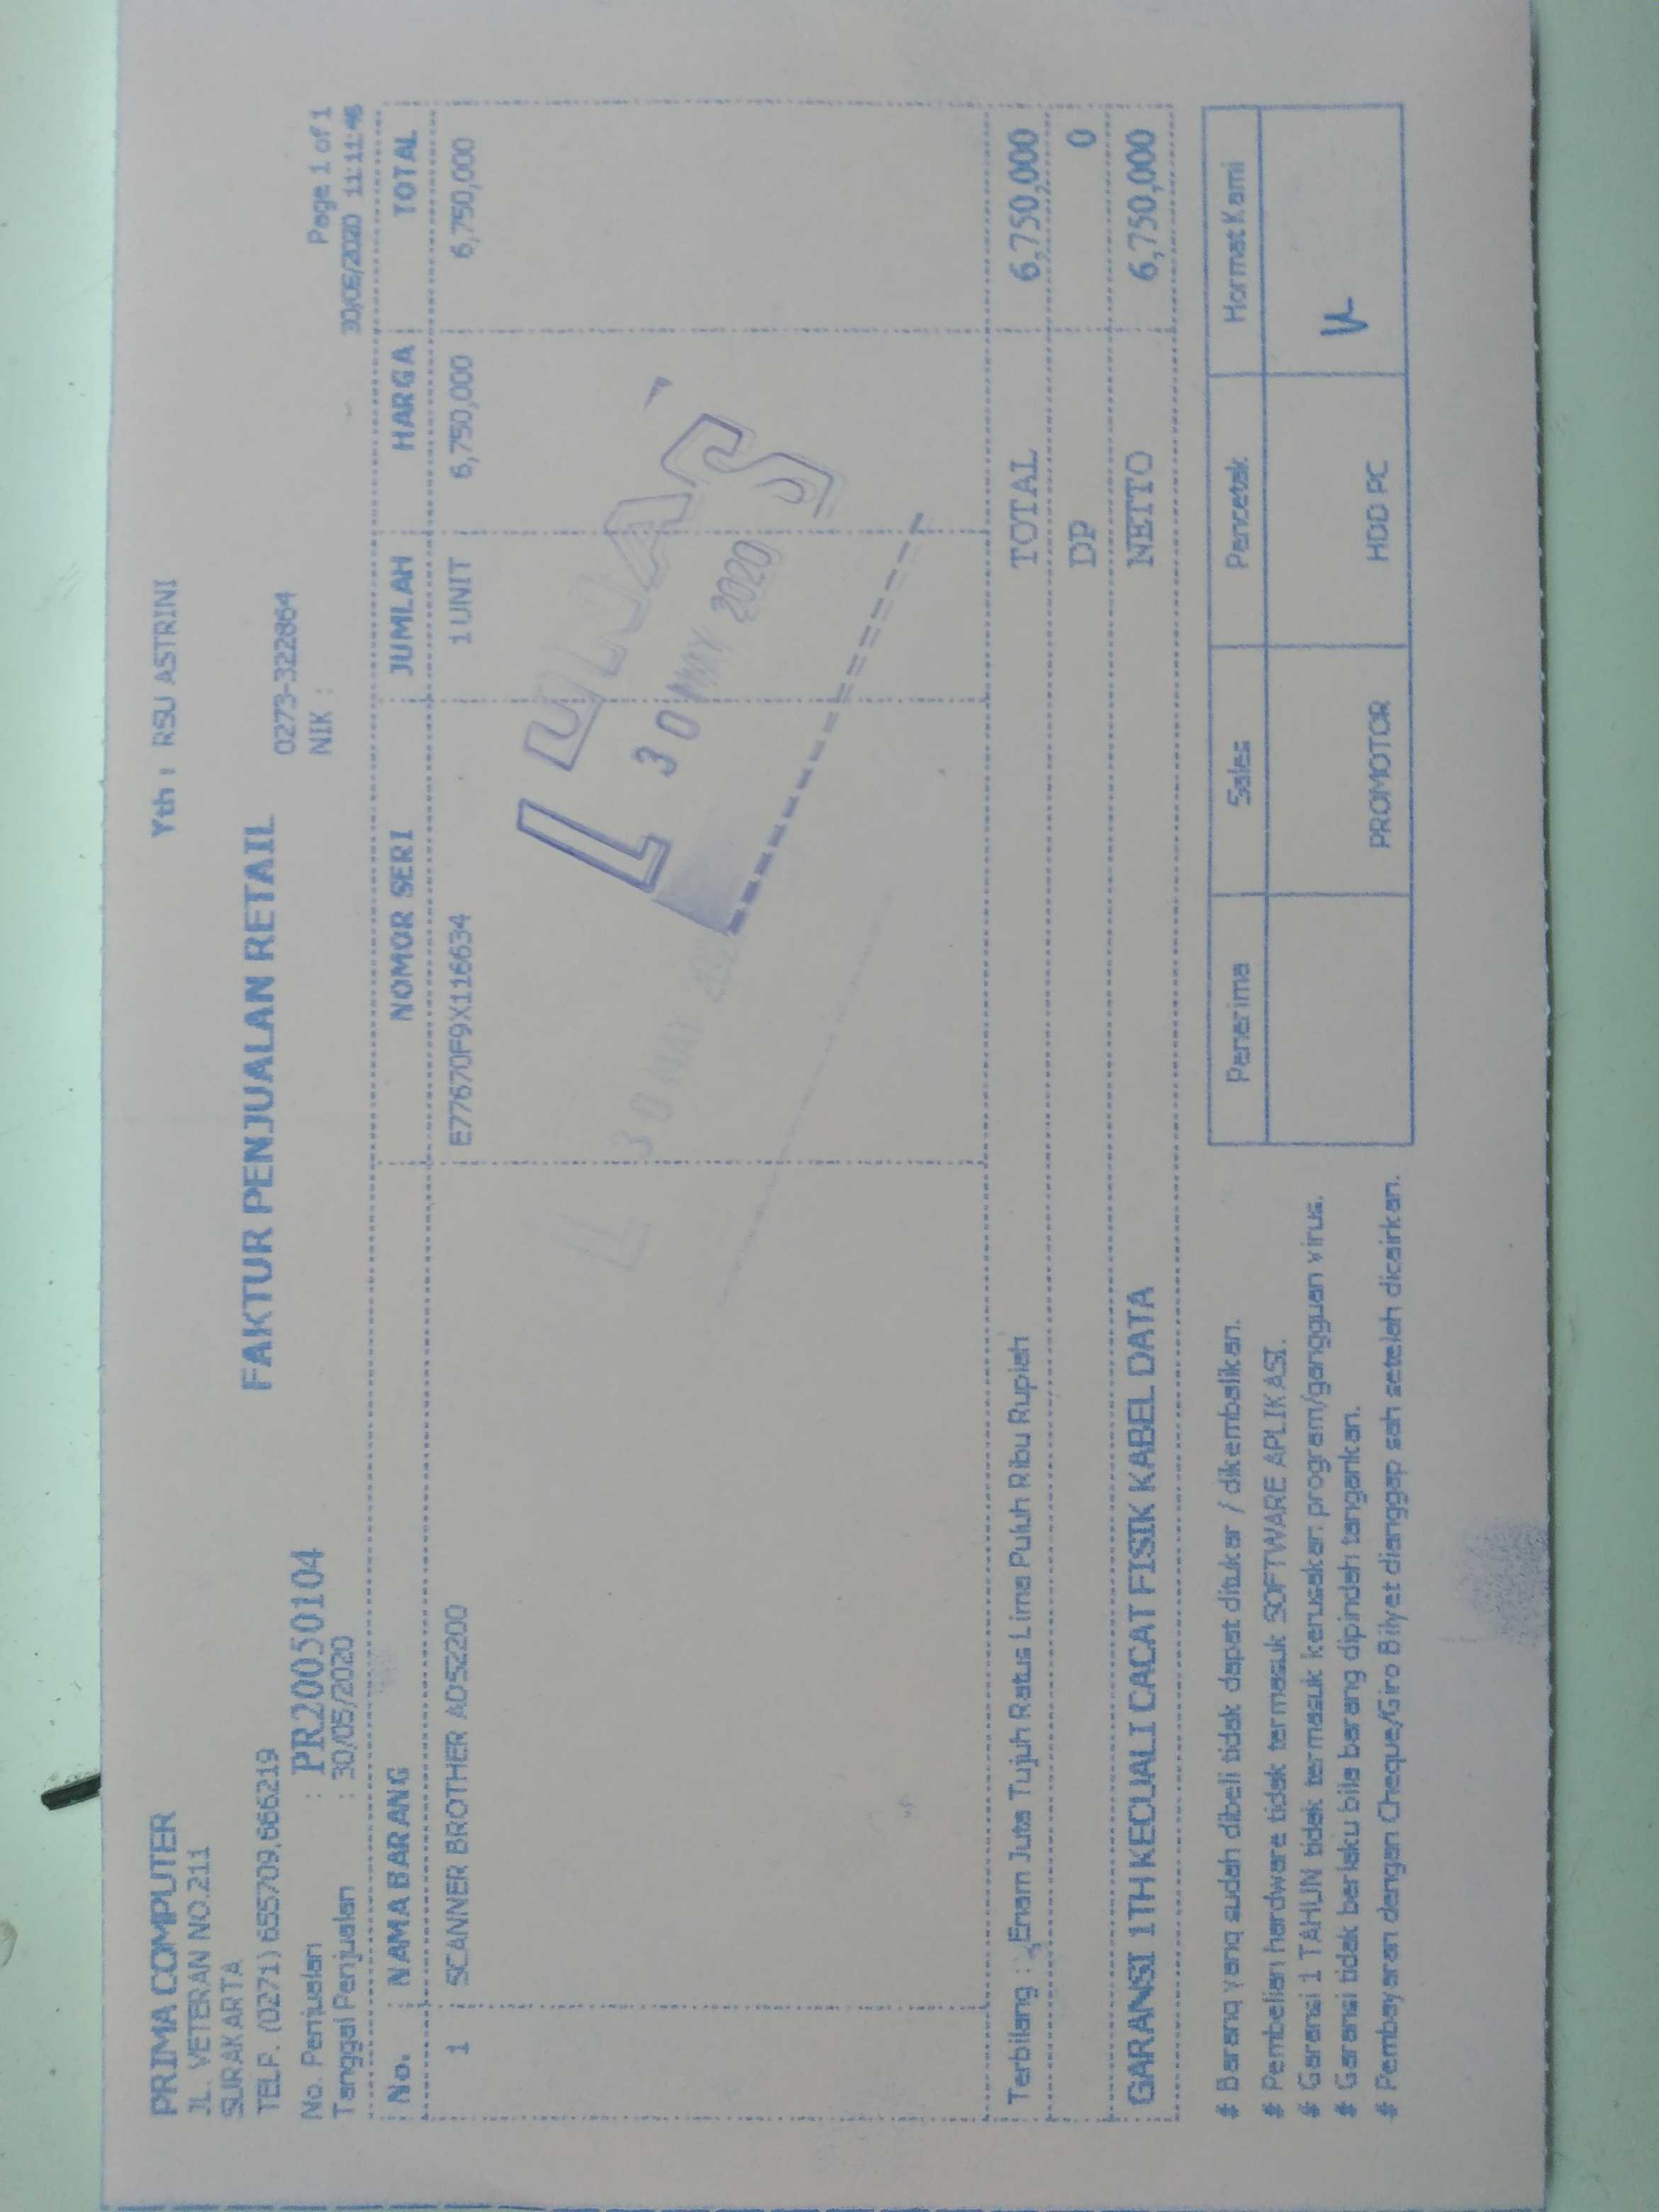 PRIMA COMPUTER
JL. VETERAN NO.211
SURAKARTA
TELP. (0271) 655709,666219
Yth : RSU ASTRINI
FAKTUR PENJUALAN RETAIL
0273-322864
NIK :
No. Penjualan : PR20050104
Tanggal Penjualan : 30/05/2020
Page 1 of 1
30/05/2020 11:11:46
No. NAMA BARANG NOMOR SERI JUMLAH HARGA TOTAL
1 SCANNER BROTHER ADS2200 E77670F9X116634 1 UNIT 6,750,000 6,750,000
LUNAS
30 MAY 2020
30 MAY
Terbilang : Enam Juta Tujuh Ratus Lima Puluh Ribu Rupiah TOTAL 6,750,000
DP 0
GARANSI 1TH KECUALI CACAT FISIK KABEL DATA NETTO 6,750,000
# Barang yang sudah dibeli tidak dapat ditukar / dikembalikan.
# Pembelian hardware tidak termasuk SOFTWARE APLIKASI.
# Garansi 1 TAHUN tidak termasuk kerusakan program/gangguan virus.
# Garansi tidak berlaku bila barang dipindah tangankan.
# Pembayaran dengan Cheque/Giro Bilyet dianggap sah setelah dicairkan.
Penerima Sales Pencetak Hormat Kami
PROMOTOR HDD PC